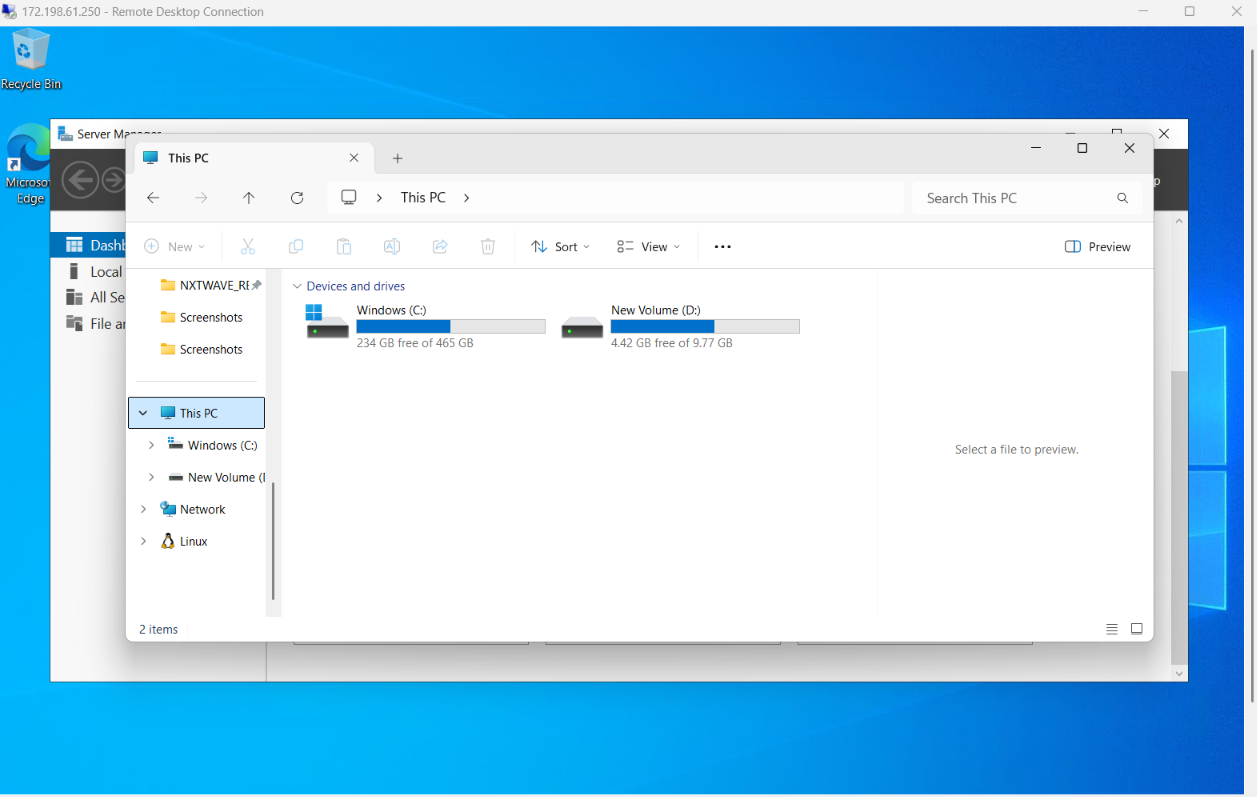 172.198.61.250 - Remote Desktop Connection
Recycle Bin
Server Manager
Microso
Edge
This PC
This PC
Search This PC
New
Sort
View
Preview
Dashb
Local
All Se
File an
NXTWAVE_RE
Screenshots
Screenshots
This PC
Windows (C:)
New Volume (
Network
Linux
Devices and drives
Windows (C:)
234 GB free of 465 GB
New Volume (D:)
4.42 GB free of 9.77 GB
Select a file to preview.
2 items